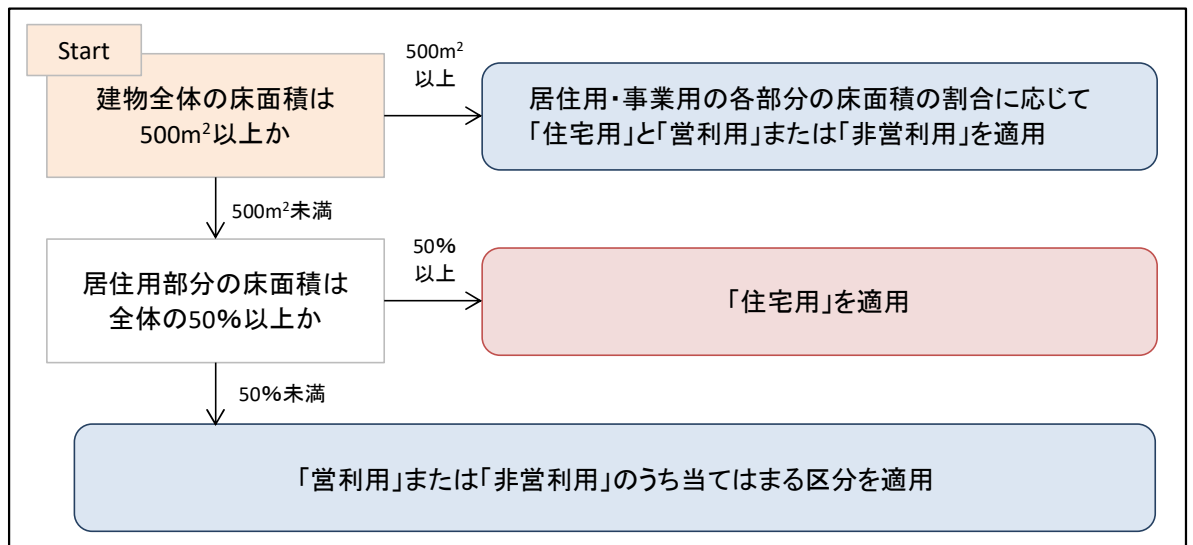 Start
建物全体の床面積は
500m²以上か
500m²
以上
居住用・事業用の各部分の床面積の割合に応じて
「住宅用」と「営利用」または「非営利用」を適用
500m²未満
居住用部分の床面積は
全体の50%以上か
50%
以上
「住宅用」を適用
50%未満
「営利用」または「非営利用」のうち当てはまる区分を適用